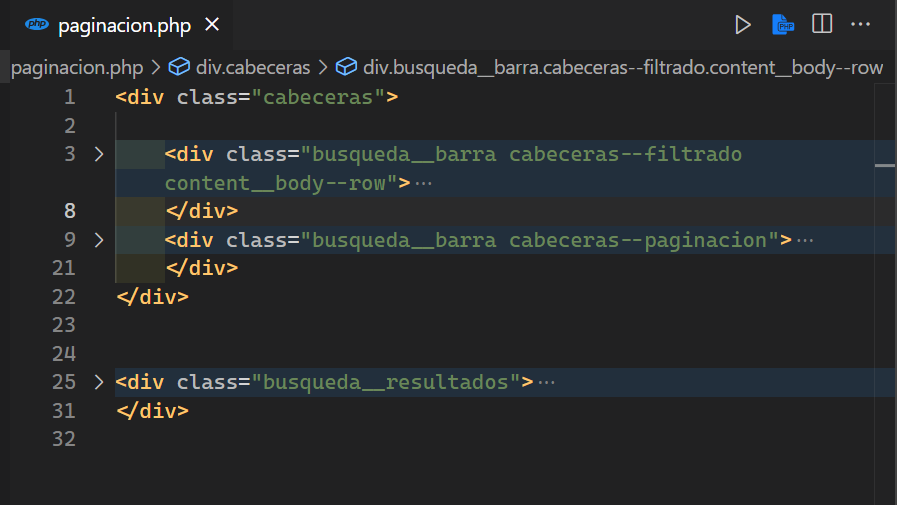 php paginacion.php
PHP
paginacion.php > div.cabeceras > div.busqueda__barra.cabeceras--filtrado.content__body--row
1 <div class="cabeceras">
2
3 <div class="busqueda__barra cabeceras--filtrado
content__body--row">…
8 </div>
9 <div class="busqueda__barra cabeceras--paginacion">…
21 </div>
22 </div>
23
24
25 <div class="busqueda__resultados">…
31 </div>
32